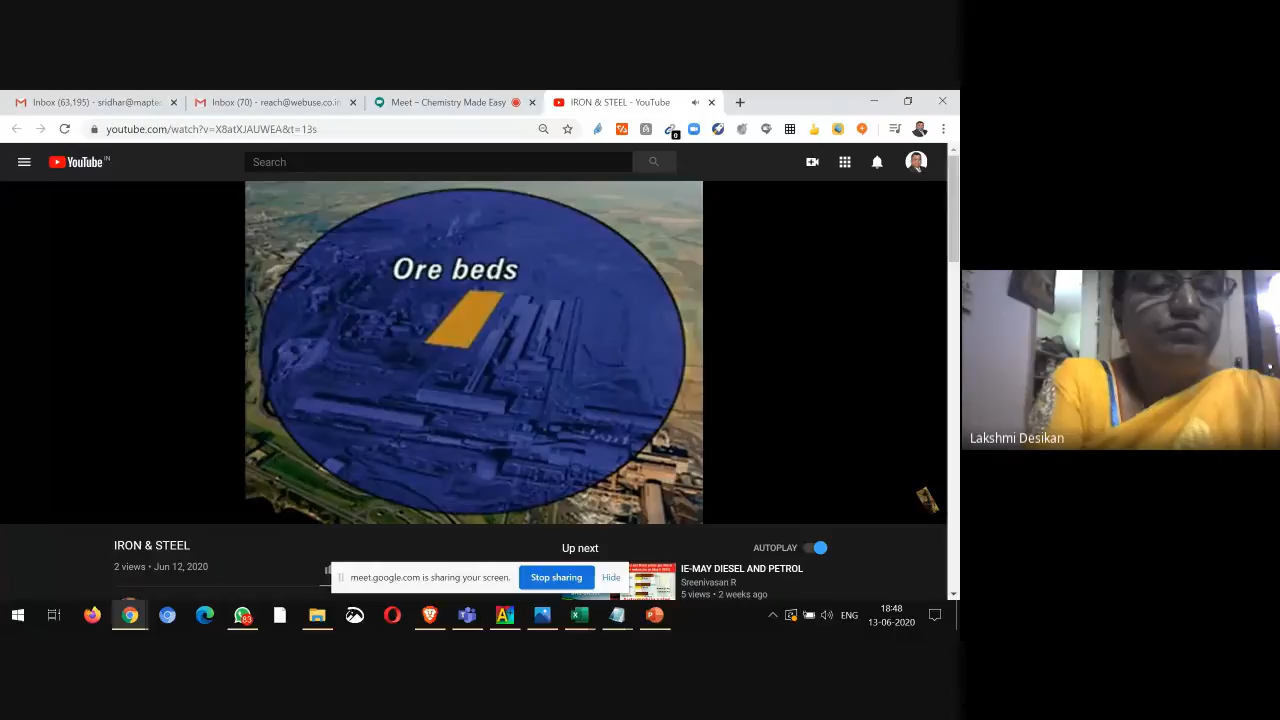 Inbox (63,195) - sridhar@maptec
Inbox (70) - reach@webuse.co.in
Meet – Chemistry Made Easy
IRON & STEEL - YouTube
youtube.com/watch?v=X8atXJAUWEA&t=13s
YouTube IN
Search
Ore beds
Lakshmi Desikan
IRON & STEEL
2 views • Jun 12, 2020
Up next
AUTOPLAY
IE-MAY DIESEL AND PETROL
Sreenivasan R
5 views • 2 weeks ago
meet.google.com is sharing your screen.
Stop sharing
Hide
0
83
ENG
18:48
13-06-2020